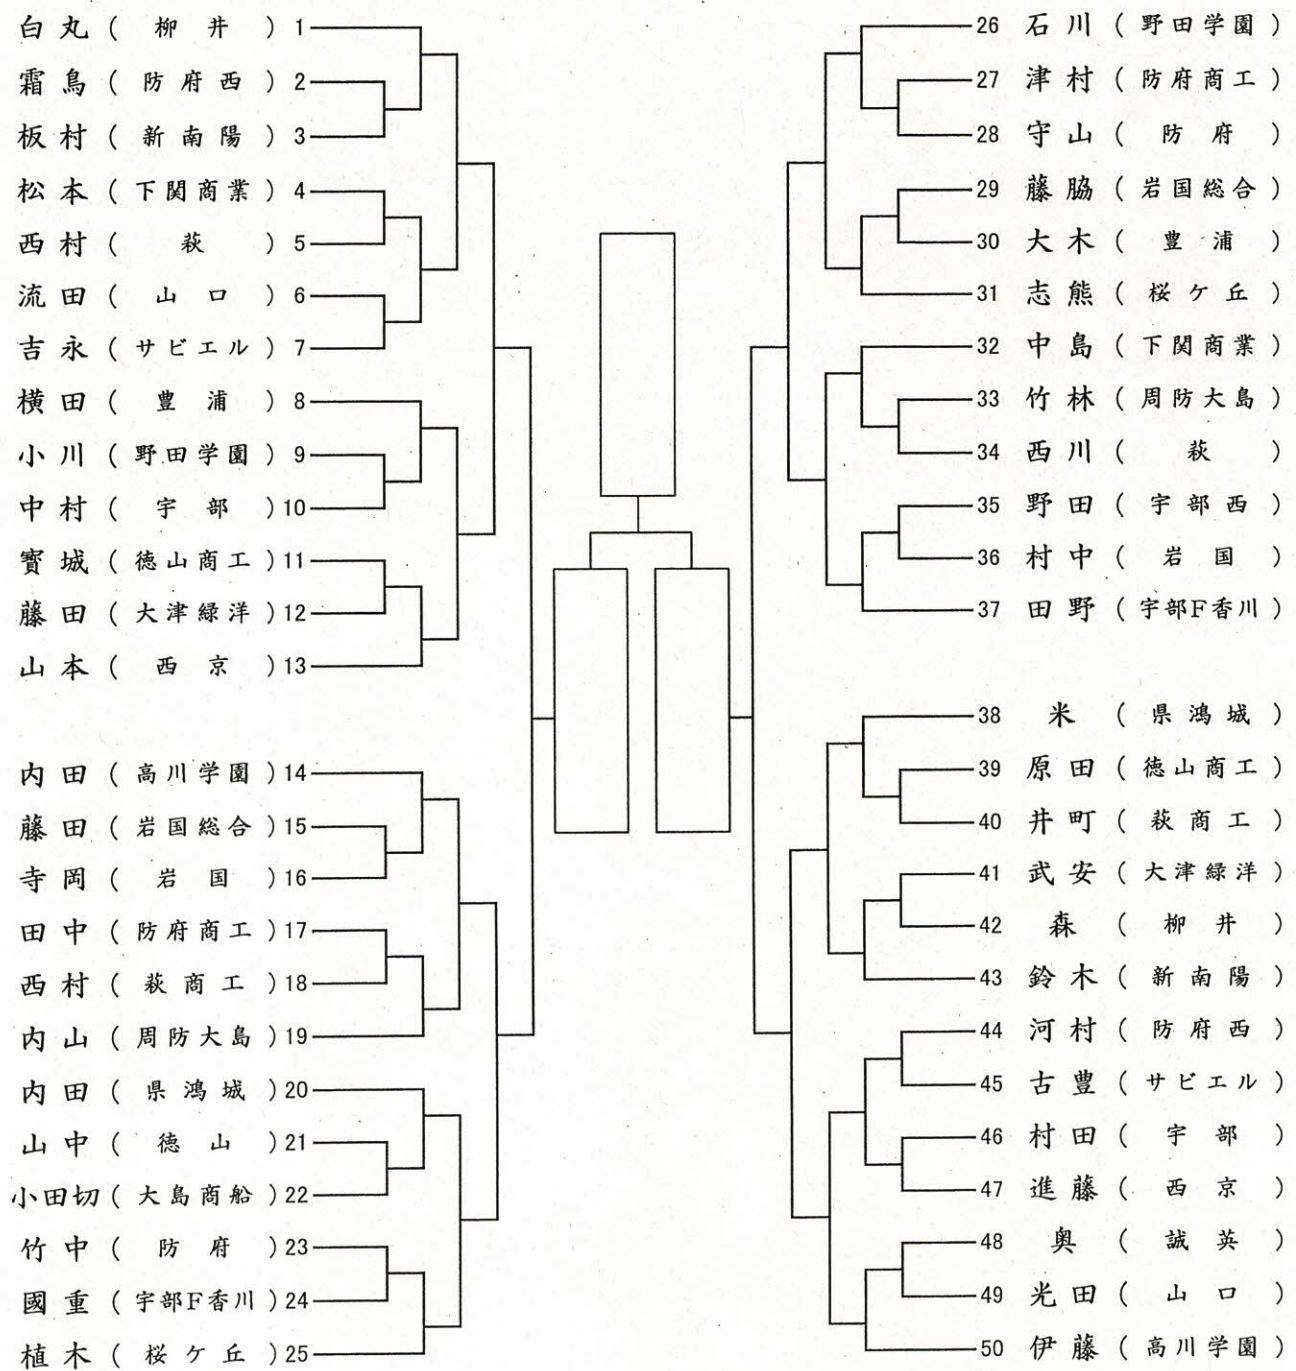 白丸(柳井)1
霜鳥(防府西)2
板村(新南陽)3
松本(下関商業)4
西村(萩)5
流田(山口)6
吉永(サビエル)7
横田(豊浦)8
小川(野田学園)9
中村(宇部)10
寳城(徳山商工)11
藤田(大津緑洋)12
山本(西京)13
内田(高川学園)14
藤田(岩国総合)15
寺岡(岩国)16
田中(防府商工)17
西村(萩商工)18
内山(周防大島)19
内田(県鴻城)20
山中(徳山)21
小田切(大島商船)22
竹中(防府)23
國重(宇部F香川)24
植木(桜ケ丘)25
26 石川(野田学園)
27 津村(防府商工)
28 守山(防府)
29 藤脇(岩国総合)
30 大木(豊浦)
31 志熊(桜ケ丘)
32 中島(下関商業)
33 竹林(周防大島)
34 西川(萩)
35 野田(宇部西)
36 村中(岩国)
37 田野(宇部F香川)
38 米(県鴻城)
39 原田(徳山商工)
40 井町(萩商工)
41 武安(大津緑洋)
42 森(柳井)
43 鈴木(新南陽)
44 河村(防府西)
45 古豊(サビエル)
46 村田(宇部)
47 進藤(西京)
48 奥(誠英)
49 光田(山口)
50 伊藤(高川学園)